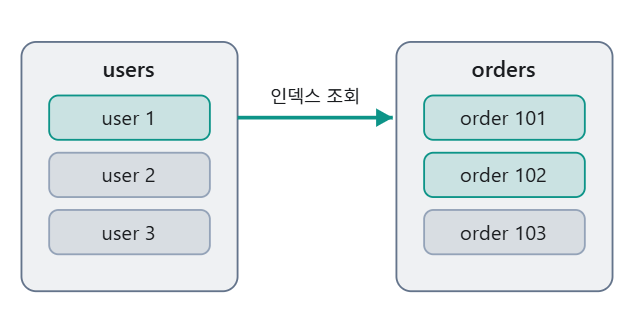 users
user 1
user 2
user 3
인덱스 조회
orders
order 101
order 102
order 103